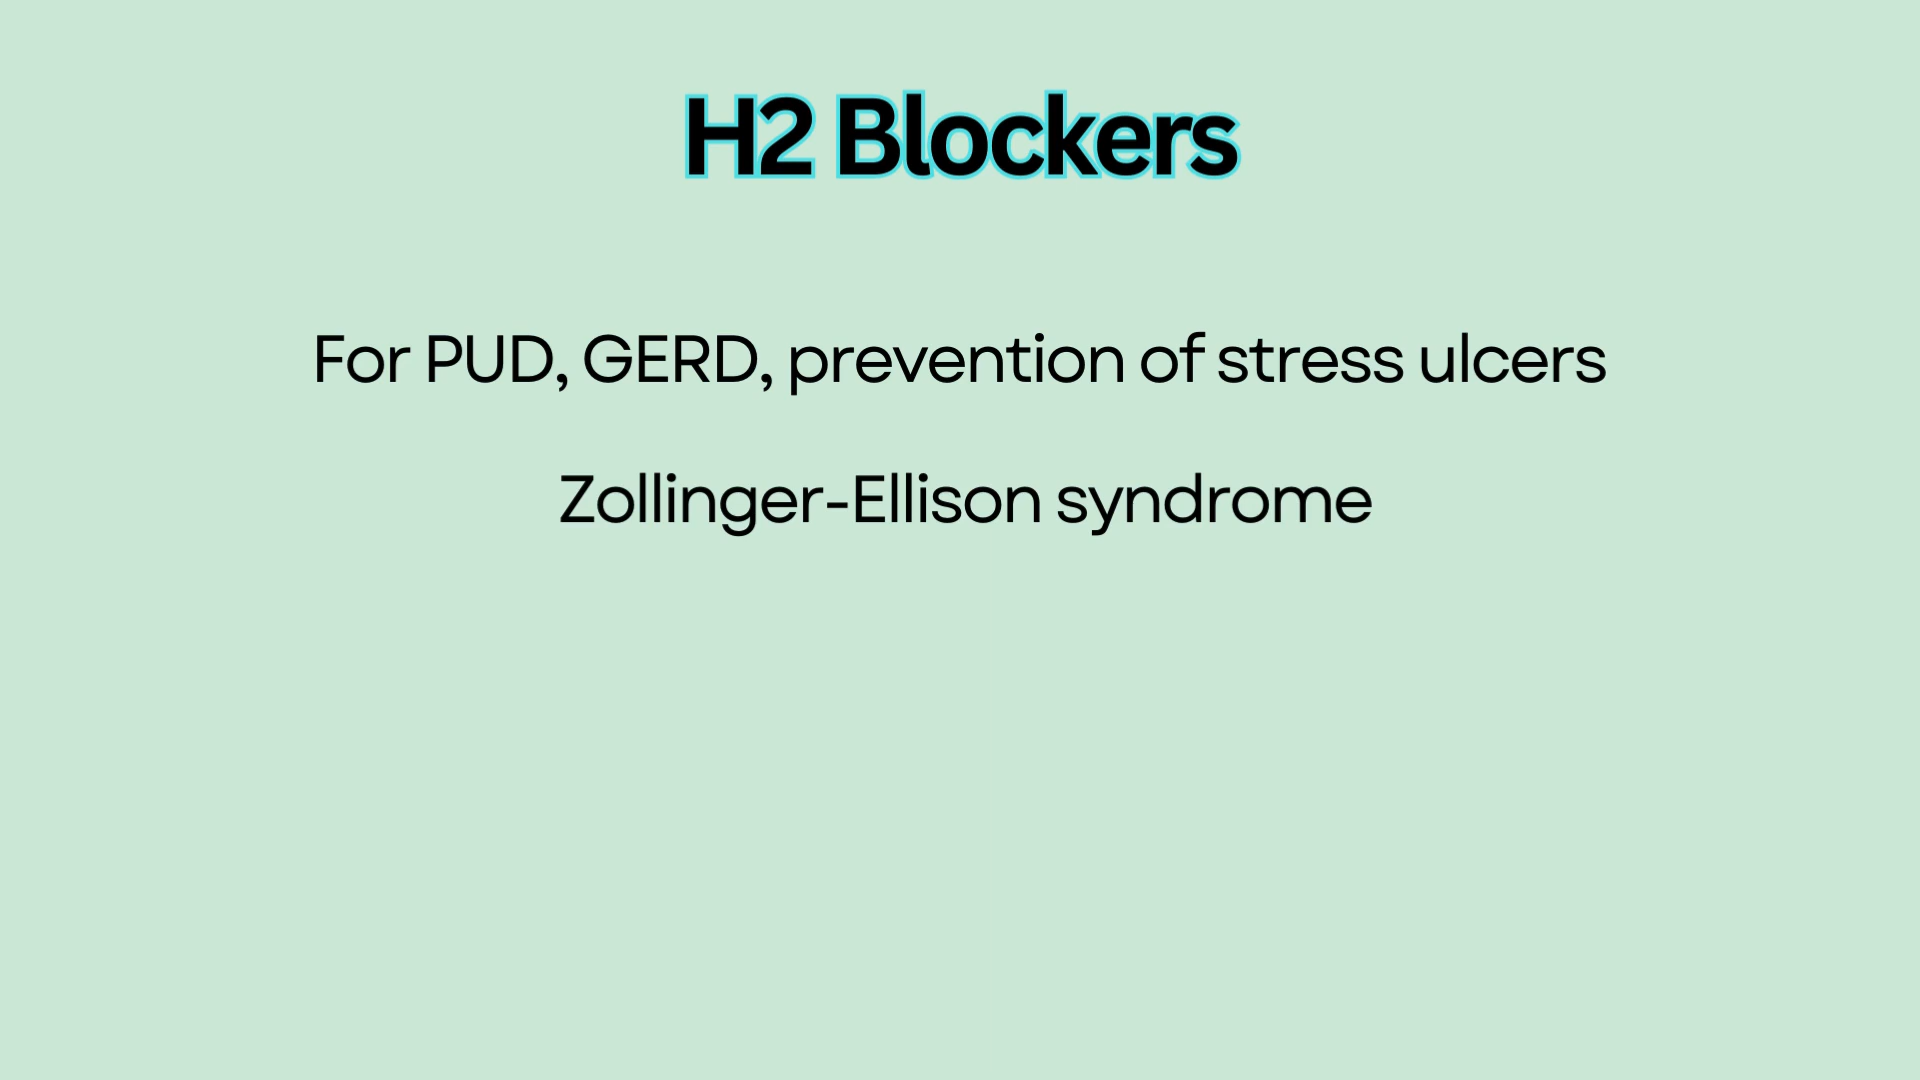 H2 Blockers
For PUD, GERD, prevention of stress ulcers
Zollinger-Ellison syndrome